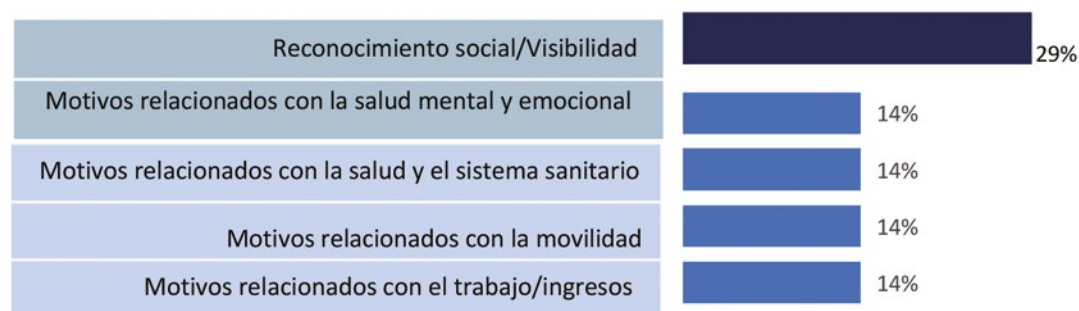 Reconocimiento social/Visibilidad
29%
Motivos relacionados con la salud mental y emocional
14%
Motivos relacionados con la salud y el sistema sanitario
14%
Motivos relacionados con la movilidad
14%
Motivos relacionados con el trabajo/ingresos
14%